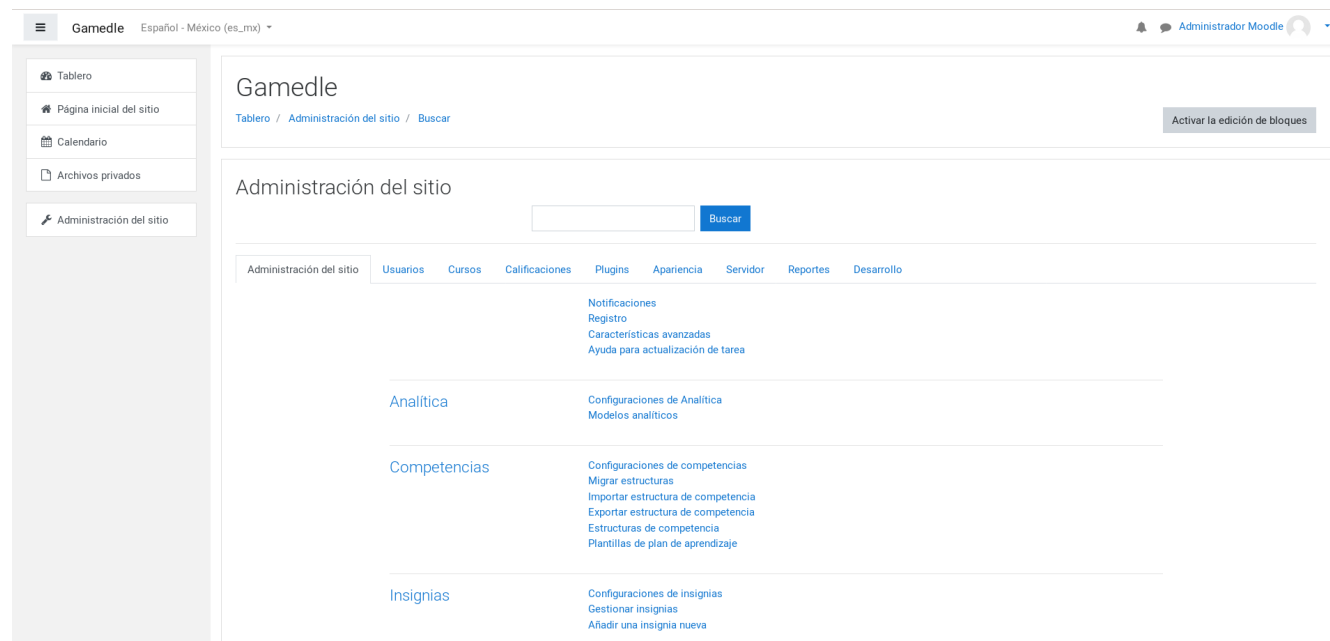 Gamedle Español - México (es_mx) Administrador Moodle
Tablero
Página inicial del sitio
Calendario
Archivos privados
Administración del sitio
Gamedle
Tablero / Administración del sitio / Buscar
Activar la edición de bloques
Administración del sitio
Buscar
Administración del sitio Usuarios Cursos Calificaciones Plugins Apariencia Servidor Reportes Desarrollo
Notificaciones
Registro
Características avanzadas
Ayuda para actualización de tarea
Analítica
Configuraciones de Analítica
Modelos analíticos
Competencias
Configuraciones de competencias
Migrar estructuras
Importar estructura de competencia
Exportar estructura de competencia
Estructuras de competencia
Plantillas de plan de aprendizaje
Insignias
Configuraciones de insignias
Gestionar insignias
Añadir una insignia nueva